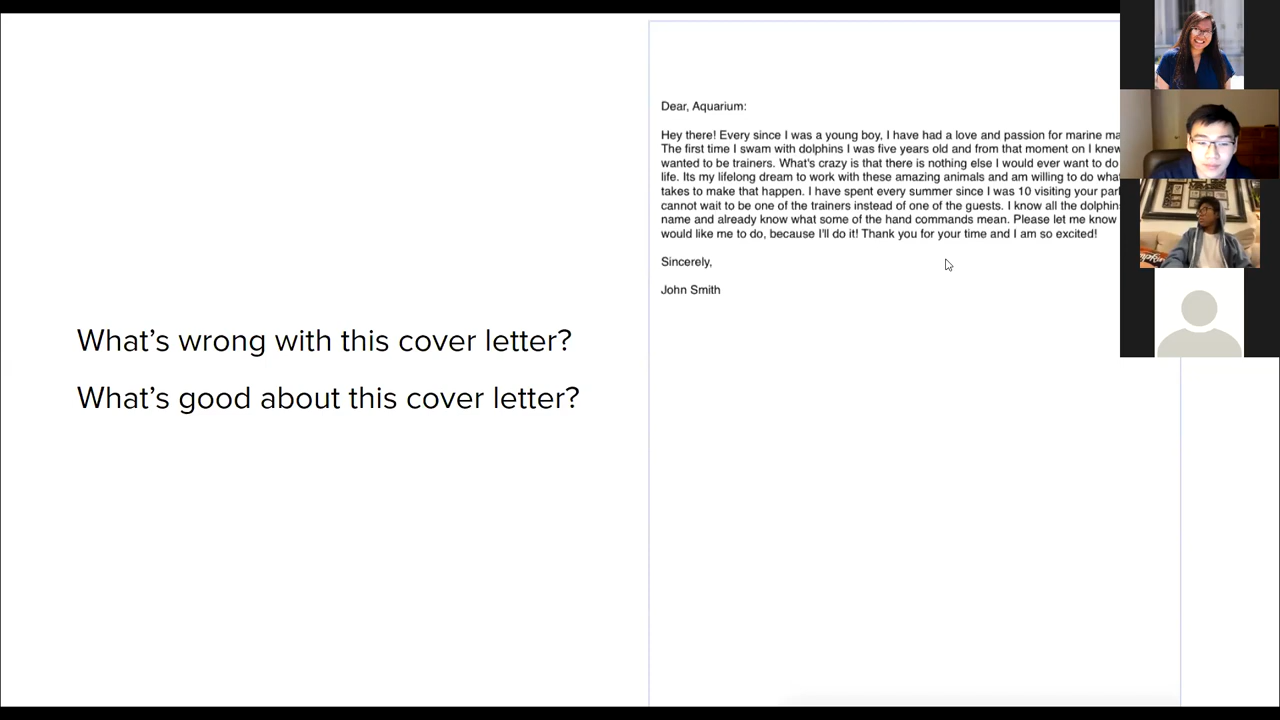 Dear, Aquarium:
Hey there! Every since I was a young boy, I have had a love and passion for marine
The first time I swam with dolphins I was five years old and from that moment on I knew
wanted to be trainers. What's crazy is that there is nothing else I would ever want to do
life. Its my lifelong dream to work with these amazing animals and am willing to do
takes to make that happen. I have spent every summer since I was 10 visiting your
cannot wait to be one of the trainers instead of one of the guests. I know all the
name and already know what some of the hand commands mean. Please let me know
would like me to do, because I'll do it! Thank you for your time and I am so excited!
Sincerely,
John Smith
What's wrong with this cover letter?
What's good about this cover letter?